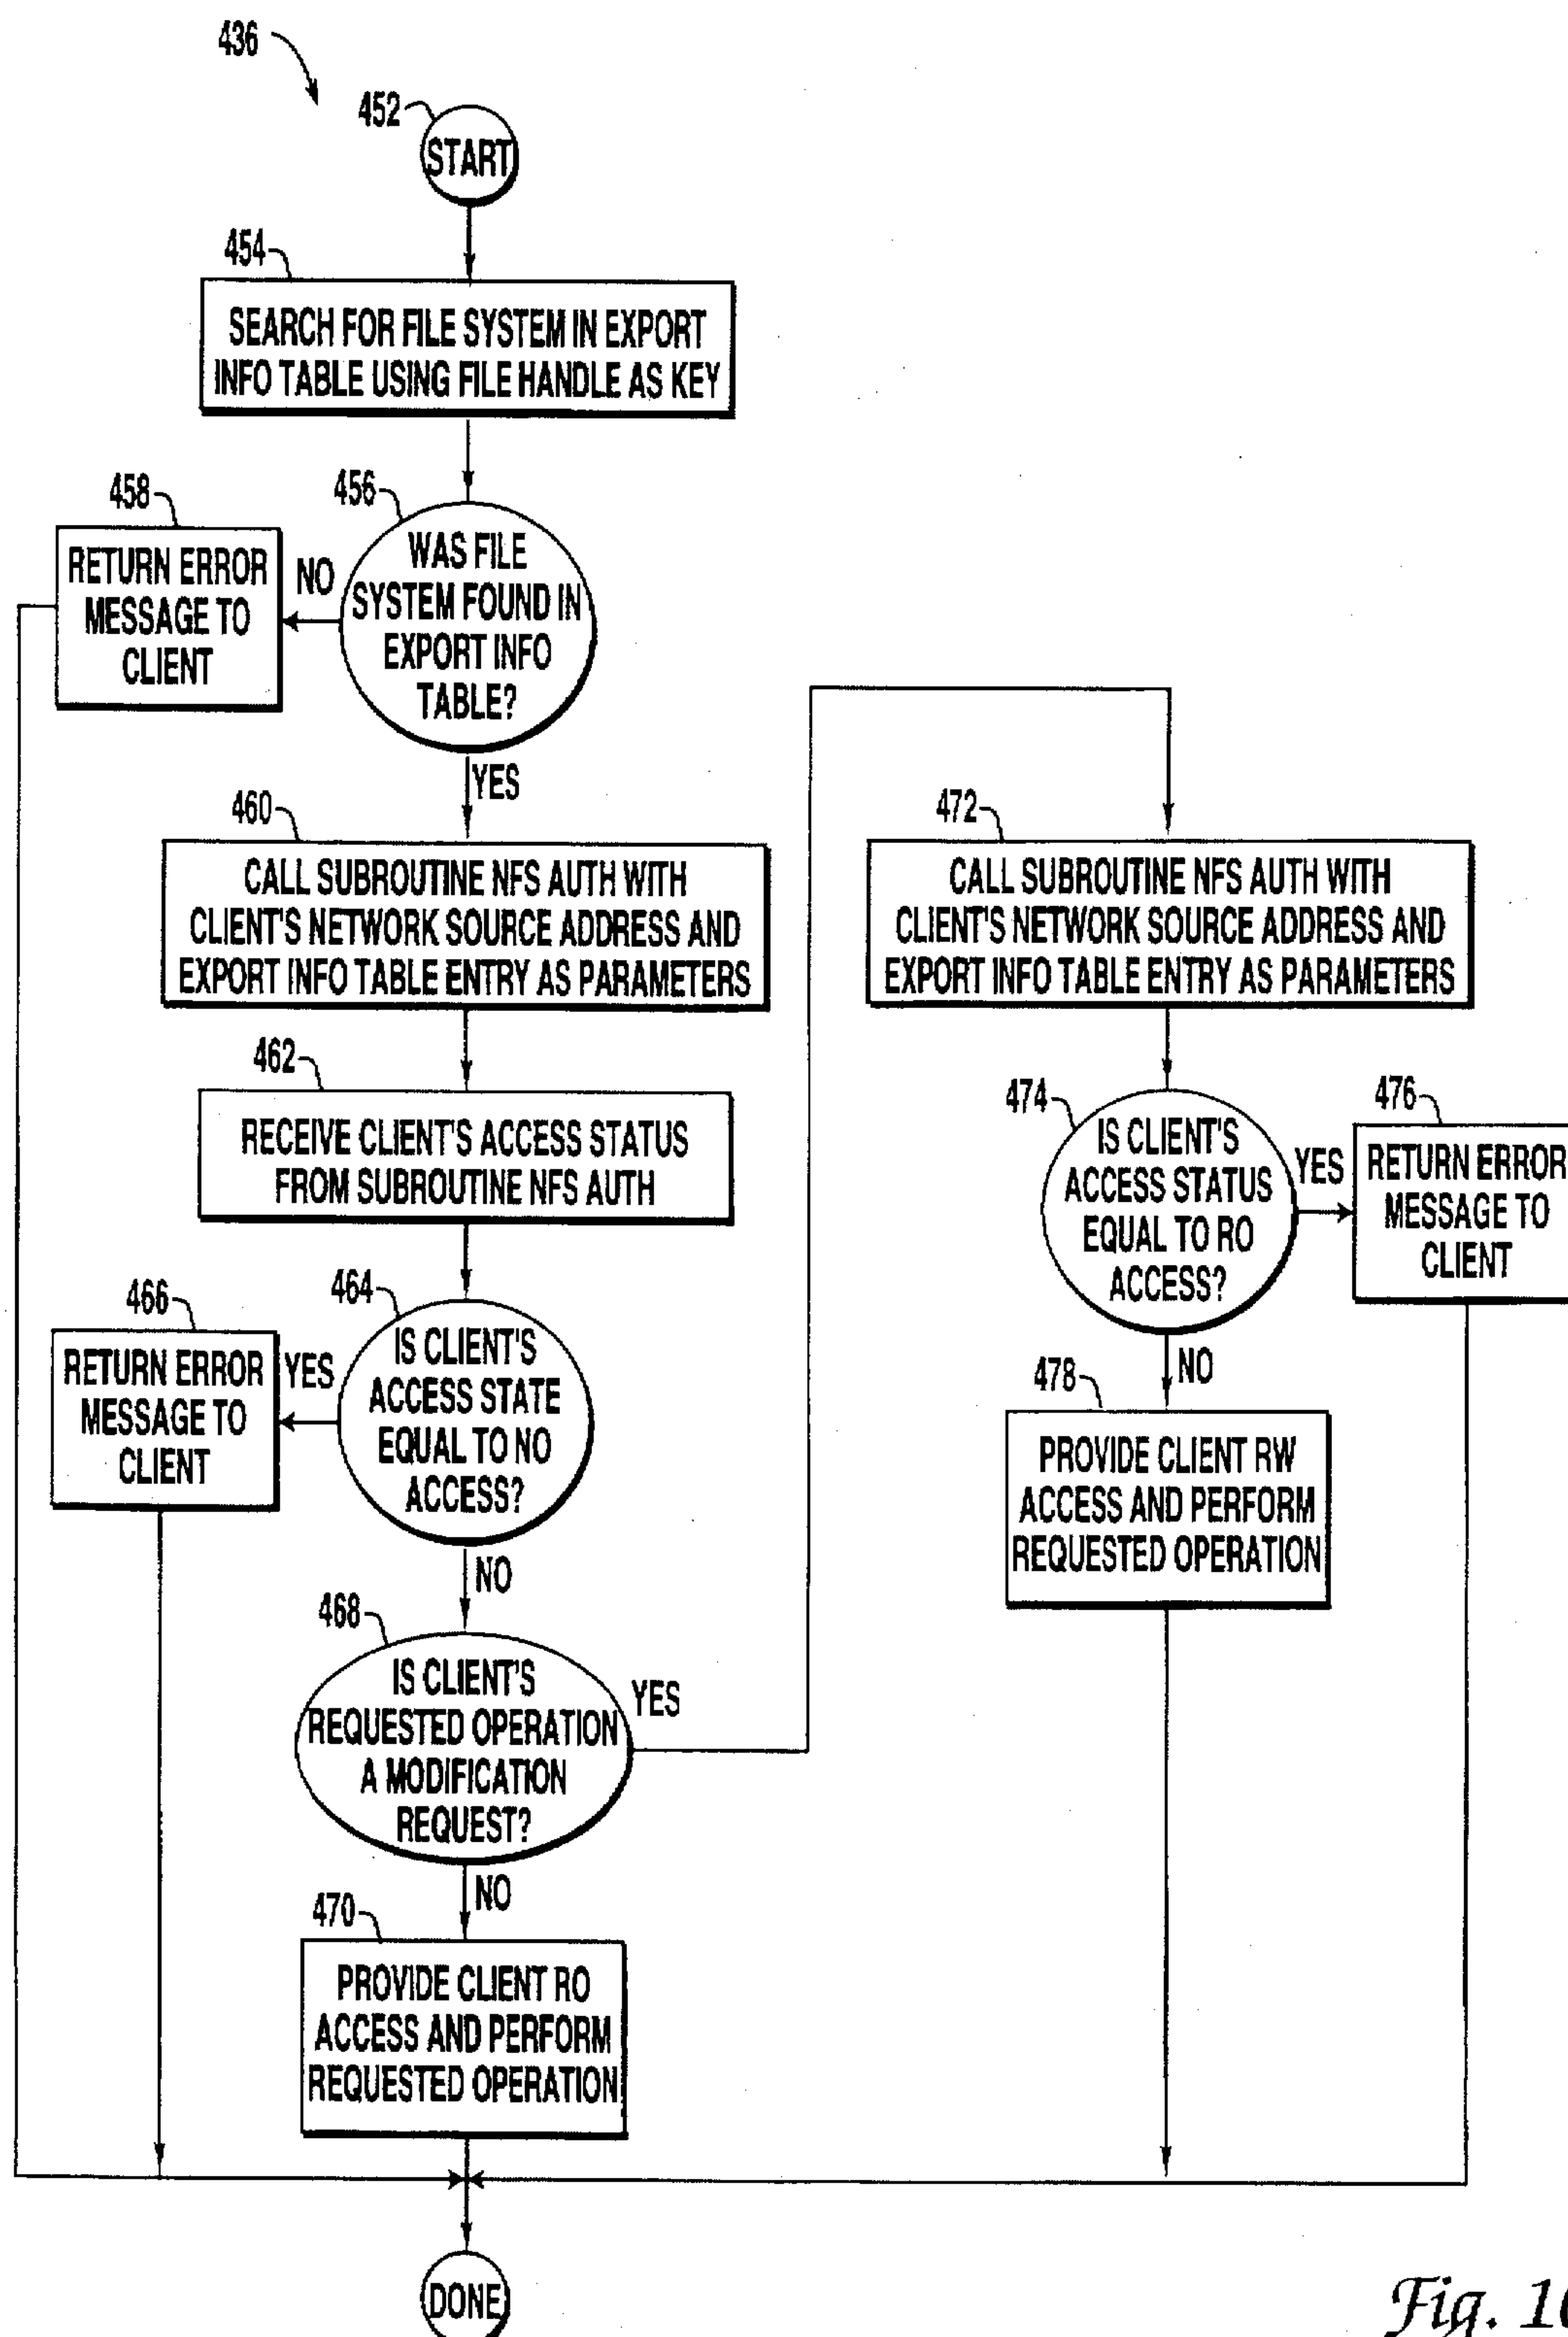 436
452
START
454
SEARCH FOR FILE SYSTEM IN EXPORT
INFO TABLE USING FILE HANDLE AS KEY
458
RETURN ERROR
MESSAGE TO
CLIENT
NO
456
WAS FILE
SYSTEM FOUND IN
EXPORT INFO
TABLE?
YES
460
CALL SUBROUTINE NFS AUTH WITH
CLIENT'S NETWORK SOURCE ADDRESS AND
EXPORT INFO TABLE ENTRY AS PARAMETERS
462
RECEIVE CLIENT'S ACCESS STATUS
FROM SUBROUTINE NFS AUTH
464
IS CLIENT'S
ACCESS STATE
EQUAL TO NO
ACCESS?
YES
466
RETURN ERROR
MESSAGE TO
CLIENT
NO
468
IS CLIENT'S
REQUESTED OPERATION
A MODIFICATION
REQUEST?
YES
NO
470
PROVIDE CLIENT RO
ACCESS AND PERFORM
REQUESTED OPERATION
472
CALL SUBROUTINE NFS AUTH WITH
CLIENT'S NETWORK SOURCE ADDRESS AND
EXPORT INFO TABLE ENTRY AS PARAMETERS
474
IS CLIENT'S
ACCESS STATUS
EQUAL TO RO
ACCESS?
YES
476
RETURN ERROR
MESSAGE TO
CLIENT
NO
478
PROVIDE CLIENT RW
ACCESS AND PERFORM
REQUESTED OPERATION
DONE
Fig.